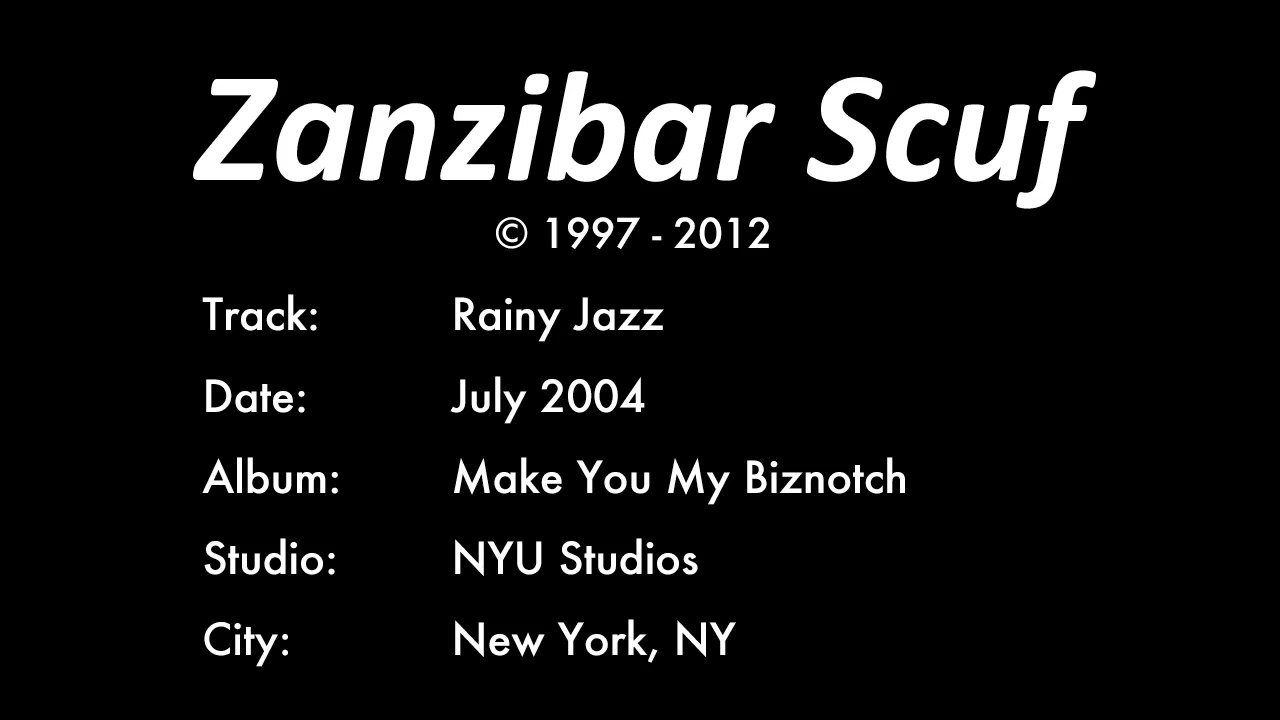 Zanzibar Scuf
© 1997 - 2012
Track: Rainy Jazz
Date: July 2004
Album: Make You My Biznotch
Studio: NYU Studios
City: New York, NY